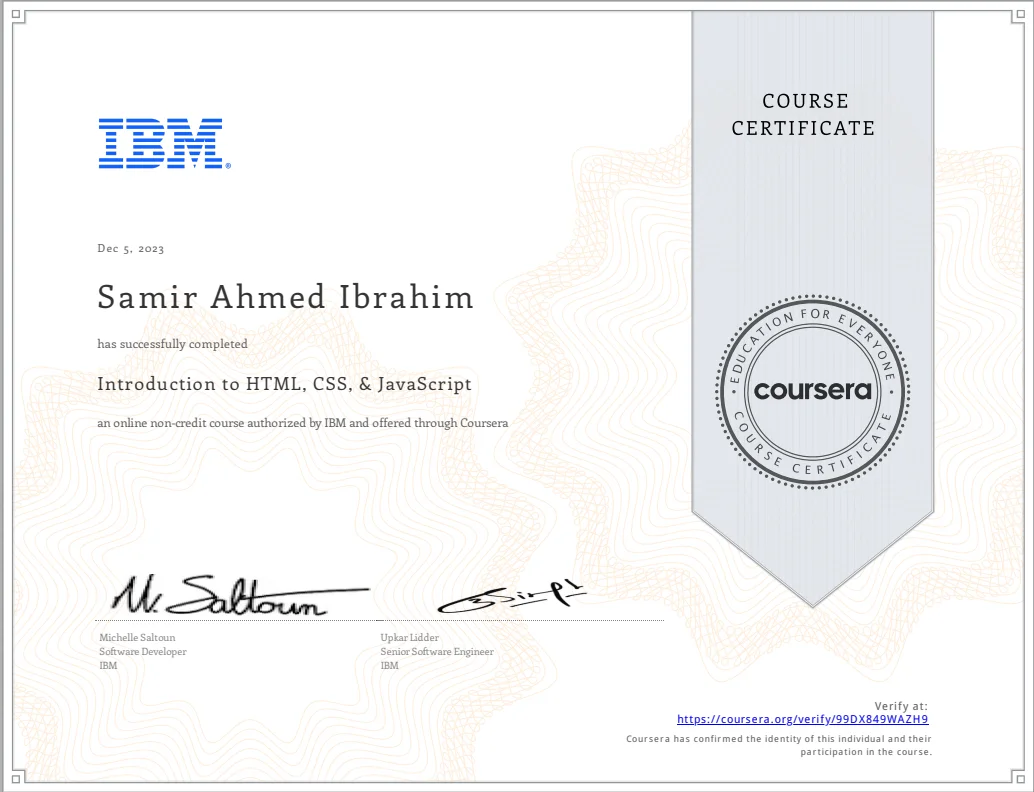 COURSE
CERTIFICATE
IBM®
Dec 5, 2023
Samir Ahmed Ibrahim
has successfully completed
Introduction to HTML, CSS, & JavaScript
an online non-credit course authorized by IBM and offered through Coursera
EDUCATION FOR EVERYONE
coursera
COURSE CERTIFICATE
M. Saltoun
Michelle Saltoun
Software Developer
IBM
Upkar Lidder
Senior Software Engineer
IBM
Verify at:
https://coursera.org/verify/99DX849WAZH9
Coursera has confirmed the identity of this individual and their
participation in the course.